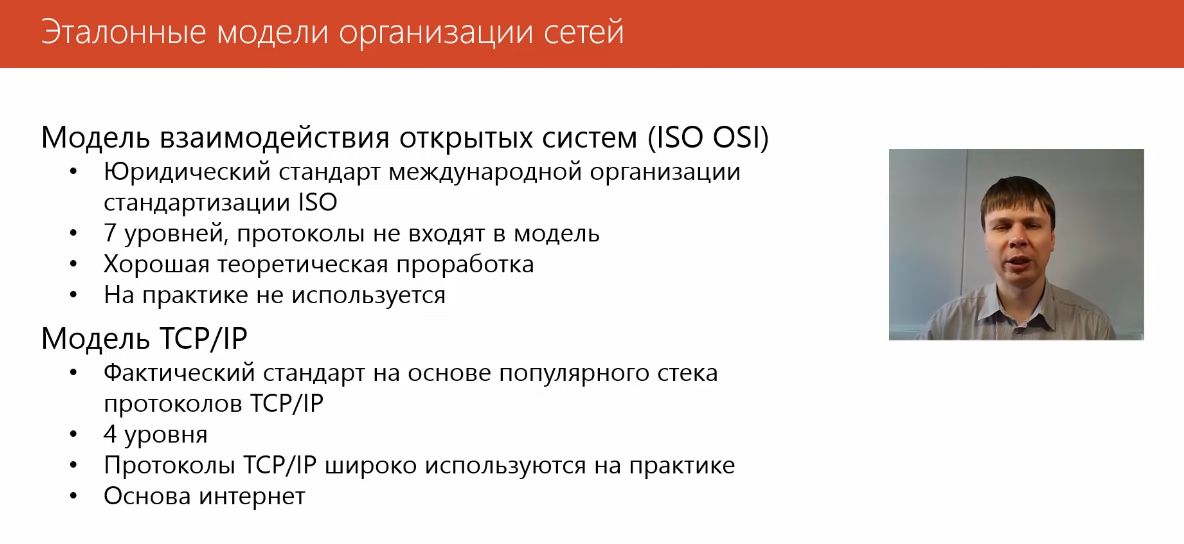 Эталонные модели организации сетей
Модель взаимодействия открытых систем (ISO OSI)
• Юридический стандарт международной организации
стандартизации ISO
• 7 уровней, протоколы не входят в модель
• Хорошая теоретическая проработка
• На практике не используется
Модель TCP/IP
• Фактический стандарт на основе популярного стека
протоколов TCP/IP
• 4 уровня
• Протоколы TCP/IP широко используются на практике
• Основа интернет